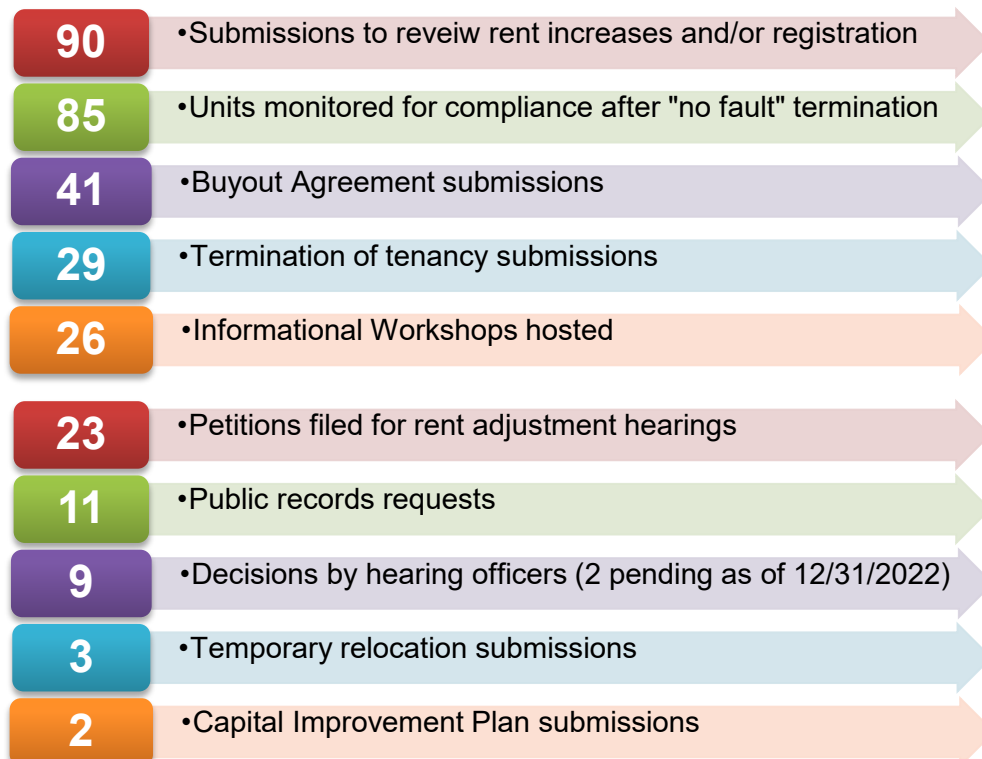 90 •Submissions to reveiw rent increases and/or registration
85 •Units monitored for compliance after "no fault" termination
41 •Buyout Agreement submissions
29 •Termination of tenancy submissions
26 •Informational Workshops hosted
23 •Petitions filed for rent adjustment hearings
11 •Public records requests
9 •Decisions by hearing officers (2 pending as of 12/31/2022)
3 •Temporary relocation submissions
2 •Capital Improvement Plan submissions